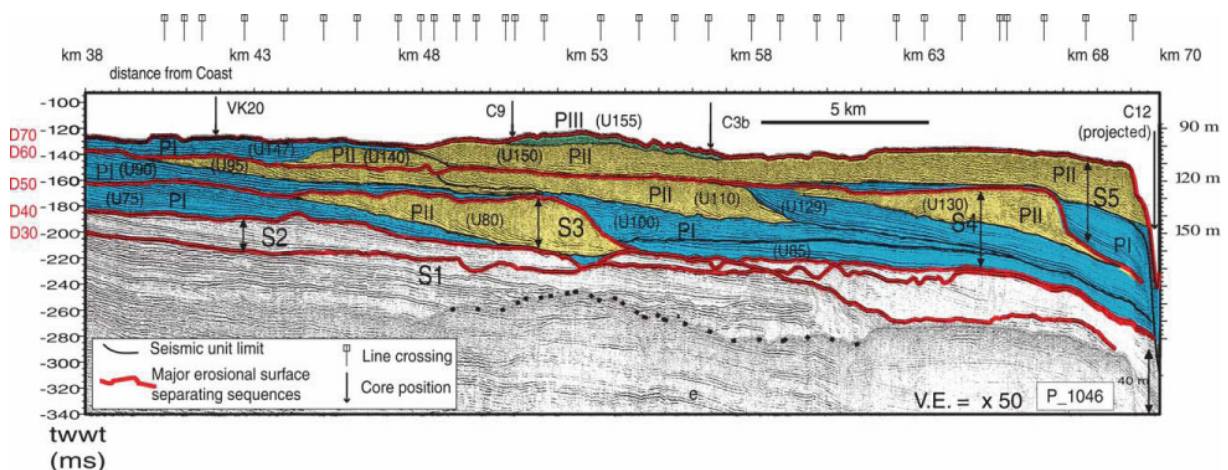 km 38 km 43 km 48 km 53 km 58 km 63 km 68 km 70
distance from Coast
VK20 C9 PIII (U155) C3b 5 km C12
(projected)
-100
-120
-140
-160
-180
-200
-220
-240
-260
-280
-300
-320
-340
D70
D60
D50
D40
D30
90 m
120 m
150 m
PI (U147) PII (U140) (U150) PII
PI (U90) (U95) PII (U110) (U129) (U130) PII S5
(U75) PI PII (U80) S3 (U100) PI S4 PII PI
S2 (U85)
S1
Seismic unit limit
Major erosional surface
separating sequences
Line crossing
Core position
e
V.E. = x 50
P_1046
40 m
twwt
(ms)